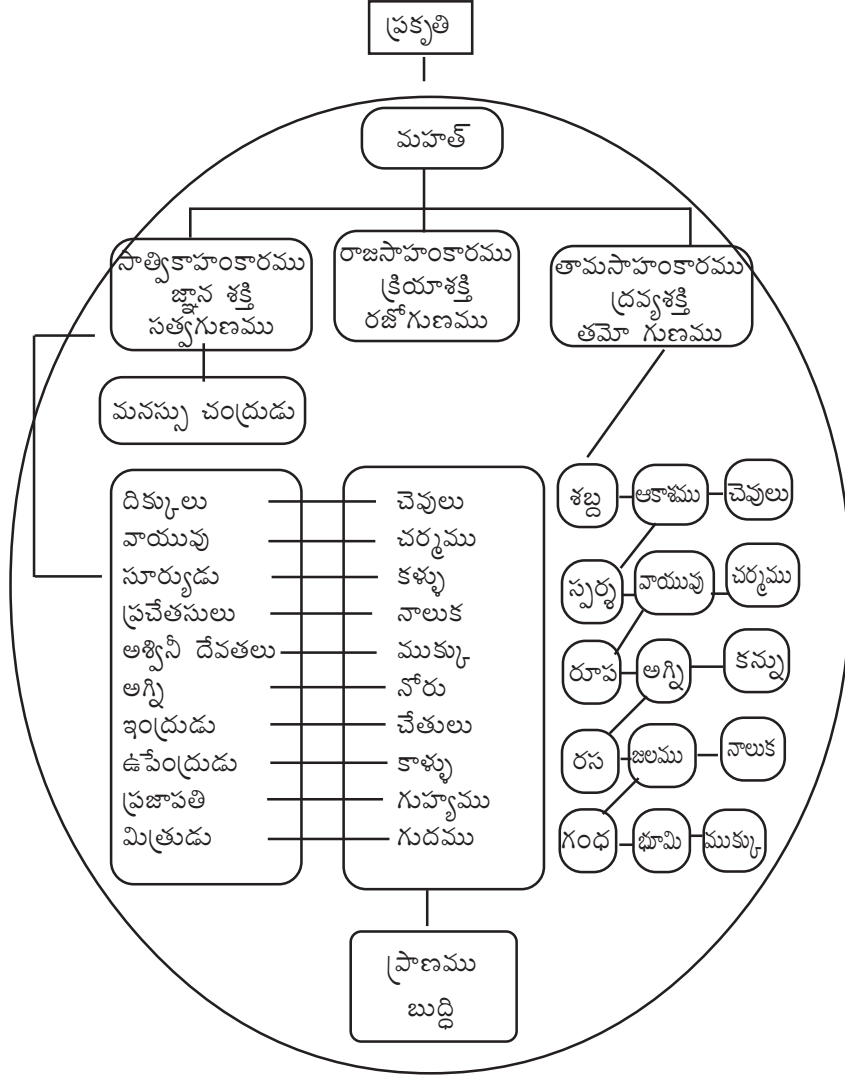 ప్రకృతి
మహత్
సాత్వికాహంకారము
జ్ఞాన శక్తి
సత్వగుణము
రాజసాహంకారము
క్రియాశక్తి
రజోగుణము
తామసాహంకారము
ద్రవ్యశక్తి
తమో గుణము
మనస్సు చంద్రుడు
దిక్కులు చెవులు
వాయువు చర్మము
సూర్యుడు కళ్ళు
ప్రచేతసులు నాలుక
అశ్వినీ దేవతలు ముక్కు
అగ్ని నోరు
ఇంద్రుడు చేతులు
ఉపేంద్రుడు కాళ్ళు
ప్రజాపతి గుహ్యము
మిత్రుడు గుదము
శబ్ద ఆకాశము చెవులు
స్పర్శ వాయువు చర్మము
రూప అగ్ని కన్ను
రస జలము నాలుక
గంధ భూమి ముక్కు
ప్రాణము
బుద్ధి